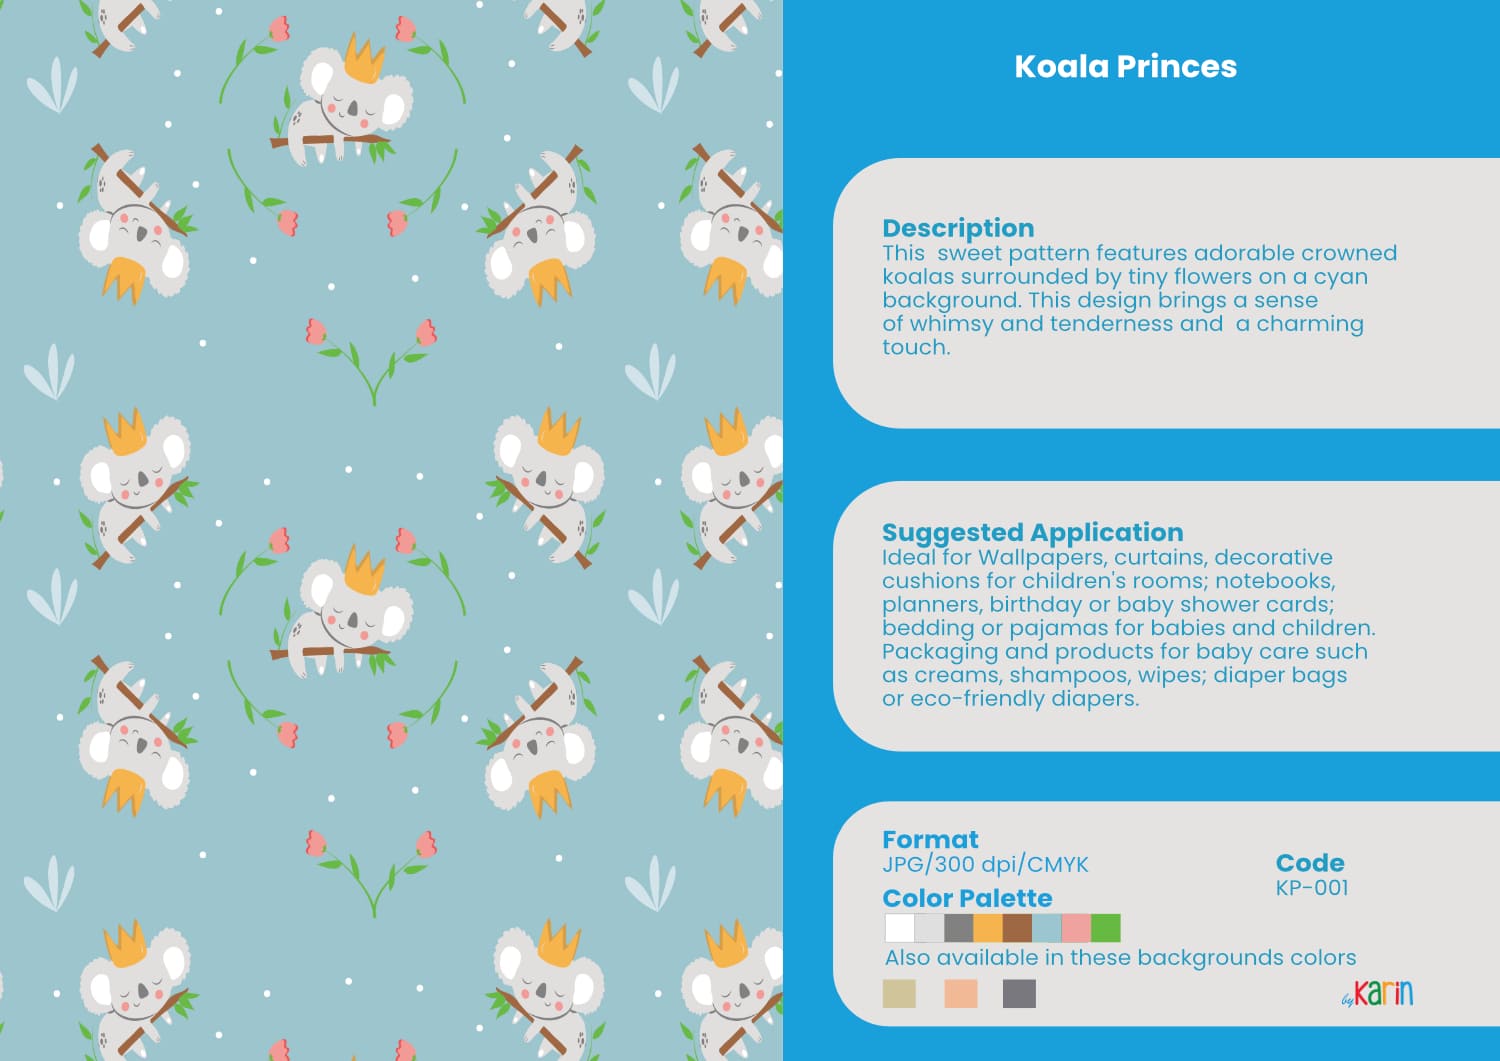 Koala Princes
Description
This  sweet pattern features adorable crowned
koalas surrounded by tiny flowers on a cyan
background. This design brings a sense
of whimsy and tenderness and  a charming
touch.
Suggested Application
Ideal for Wallpapers, curtains, decorative
cushions for children's rooms; notebooks,
planners, birthday or baby shower cards;
bedding or pajamas for babies and children.
Packaging and products for baby care such
as creams, shampoos, wipes; diaper bags
or eco-friendly diapers.
Format
JPG/300 dpi/CMYK
Code
KP-001
Color Palette
Also available in these backgrounds colors
by Karin